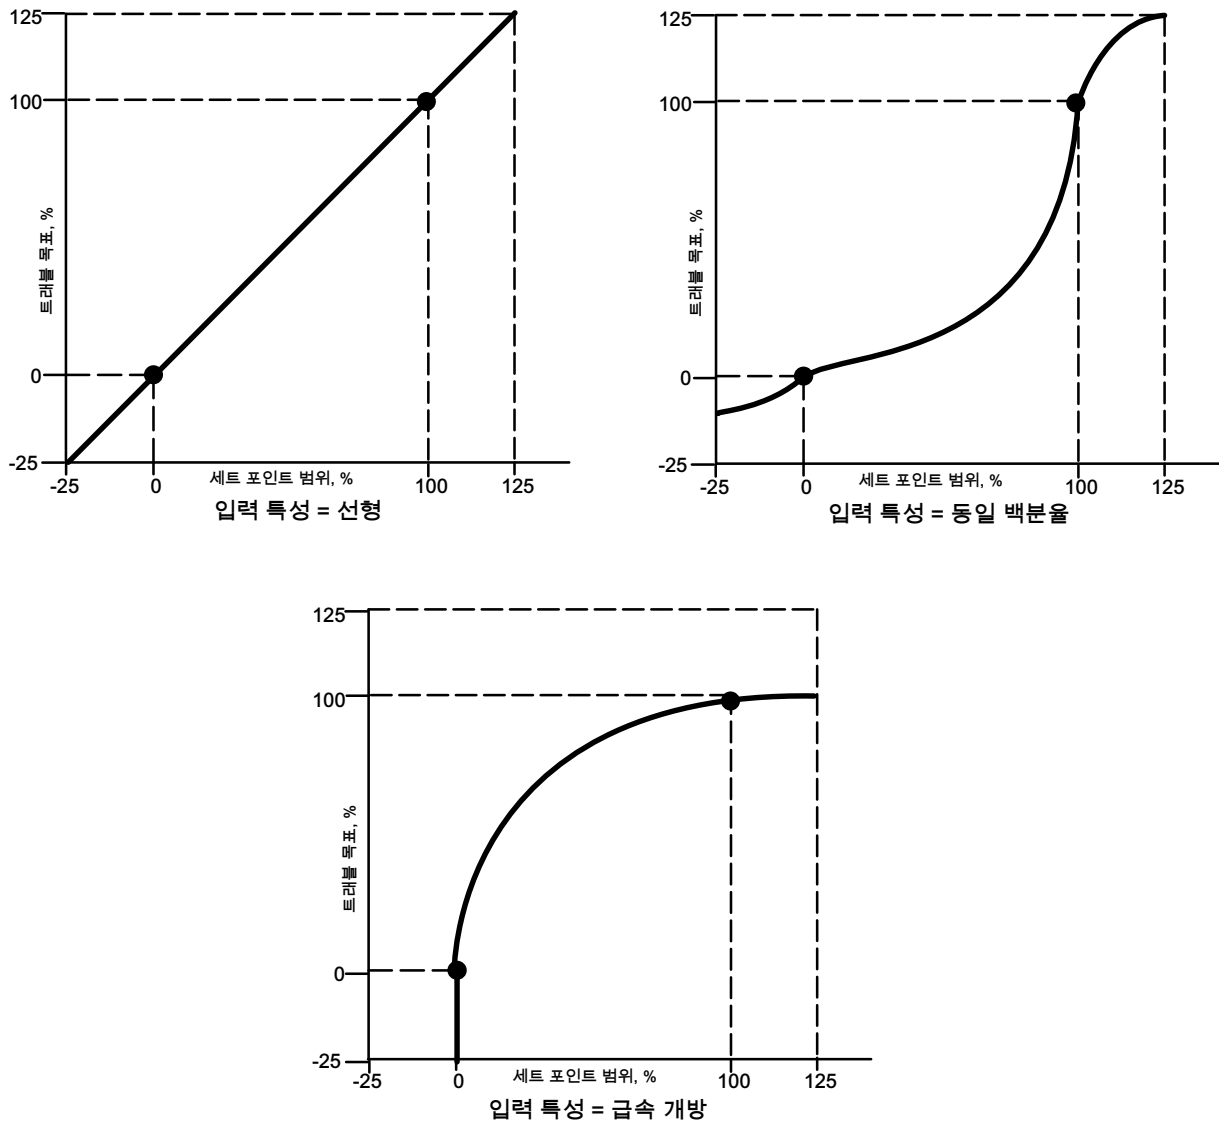 125
100
트래블 목표, %
0
-25
-25 0 세트 포인트 범위, % 100 125
입력 특성 = 선형
125
100
트래블 목표, %
0
-25
-25 0 세트 포인트 범위, % 100 125
입력 특성 = 동일 백분율
125
100
트래블 목표, %
0
-25
-25 0 세트 포인트 범위, % 100 125
입력 특성 = 급속 개방